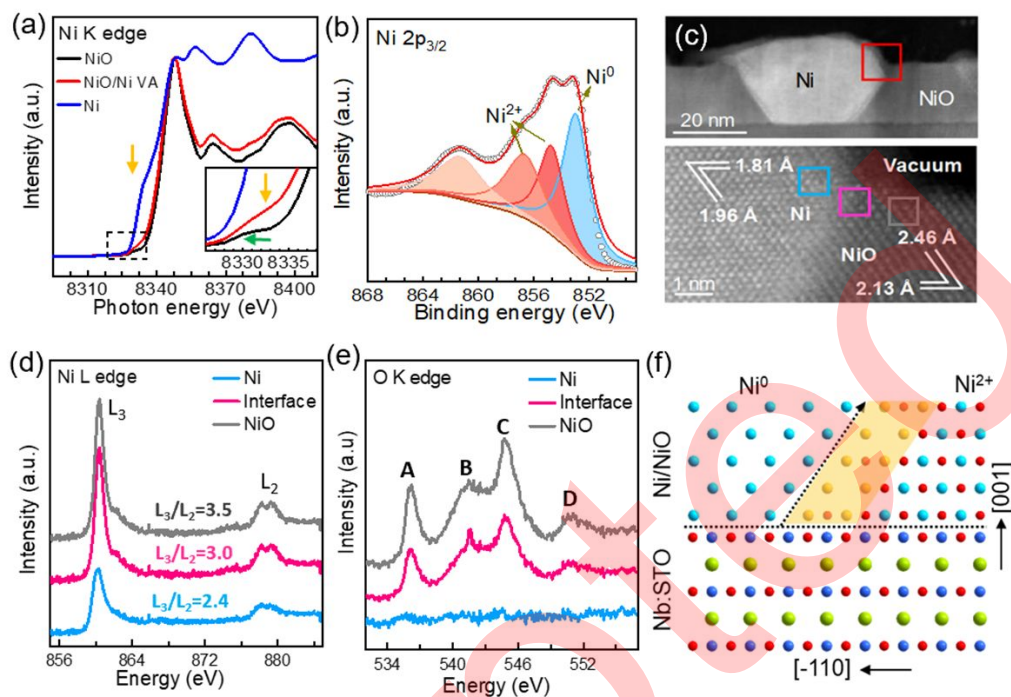 (a)
Ni K edge
NiO
NiO/Ni VA
Ni
Intensity (a.u.)
8330 8335
8310 8340 8370 8400
Photon energy (eV)
(b)
Ni 2p3/2
Ni0
Ni2+
Intensity (a.u.)
868 864 860 856 852
Binding energy (eV)
(c)
Ni
NiO
20 nm
1.81 Å
1.96 Å
Ni
Vacuum
NiO
2.46 Å
2.13 Å
1 nm
(d)
Ni L edge
Ni
Interface
NiO
L3
L2
L3/L2=3.5
L3/L2=3.0
L3/L2=2.4
Intensity (a.u.)
856 864 872 880
Energy (eV)
(e)
O K edge
Ni
Interface
NiO
A
B
C
D
Intensity (a.u)
534 540 546 552
Energy (eV)
(f)
Ni0
Ni2+
Ni/NiO
Nb:STO
[001]
[-110]